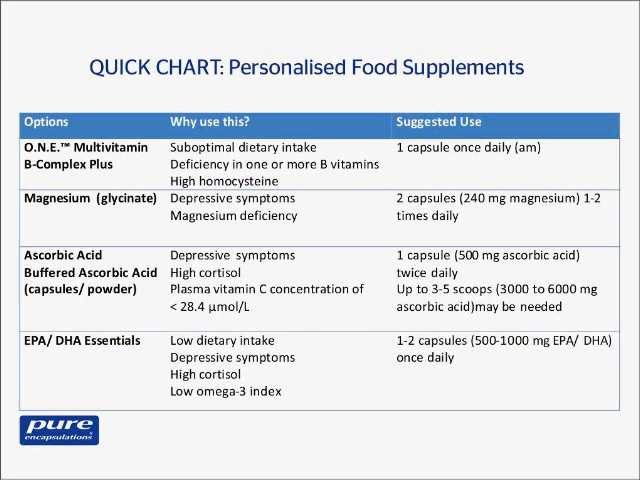 QUICK CHART: Personalised Food Supplements
Options Why use this? Suggested Use
O.N.E.™ Multivitamin Suboptimal dietary intake 1 capsule once daily (am)
B-Complex Plus Deficiency in one or more B vitamins
High homocysteine
Magnesium (glycinate) Depressive symptoms 2 capsules (240 mg magnesium) 1-2
Magnesium deficiency times daily
Ascorbic Acid Depressive symptoms 1 capsule (500 mg ascorbic acid)
Buffered Ascorbic Acid High cortisol twice daily
(capsules/ powder) Plasma vitamin C concentration of Up to 3-5 scoops (3000 to 6000 mg
< 28.4 µmol/L ascorbic acid)may be needed
EPA/ DHA Essentials Low dietary intake 1-2 capsules (500-1000 mg EPA/ DHA)
Depressive symptoms once daily
High cortisol
Low omega-3 index
pure
encapsulations®